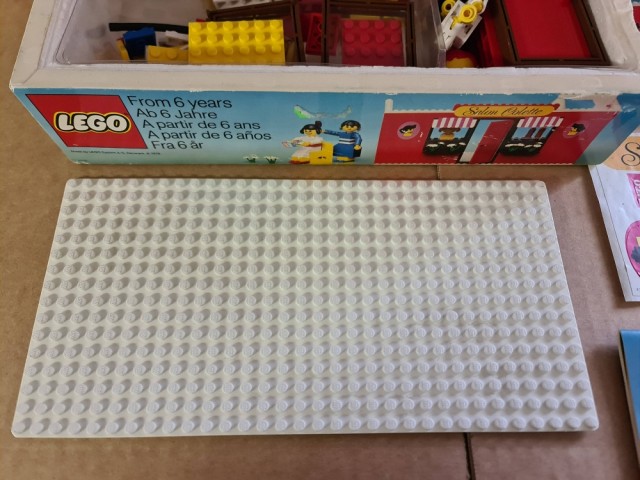 LEGO
From 6 years
Ab 6 Jahre
A partir de 6 ans
A partir de 6 años
Fra 6 år
Salon